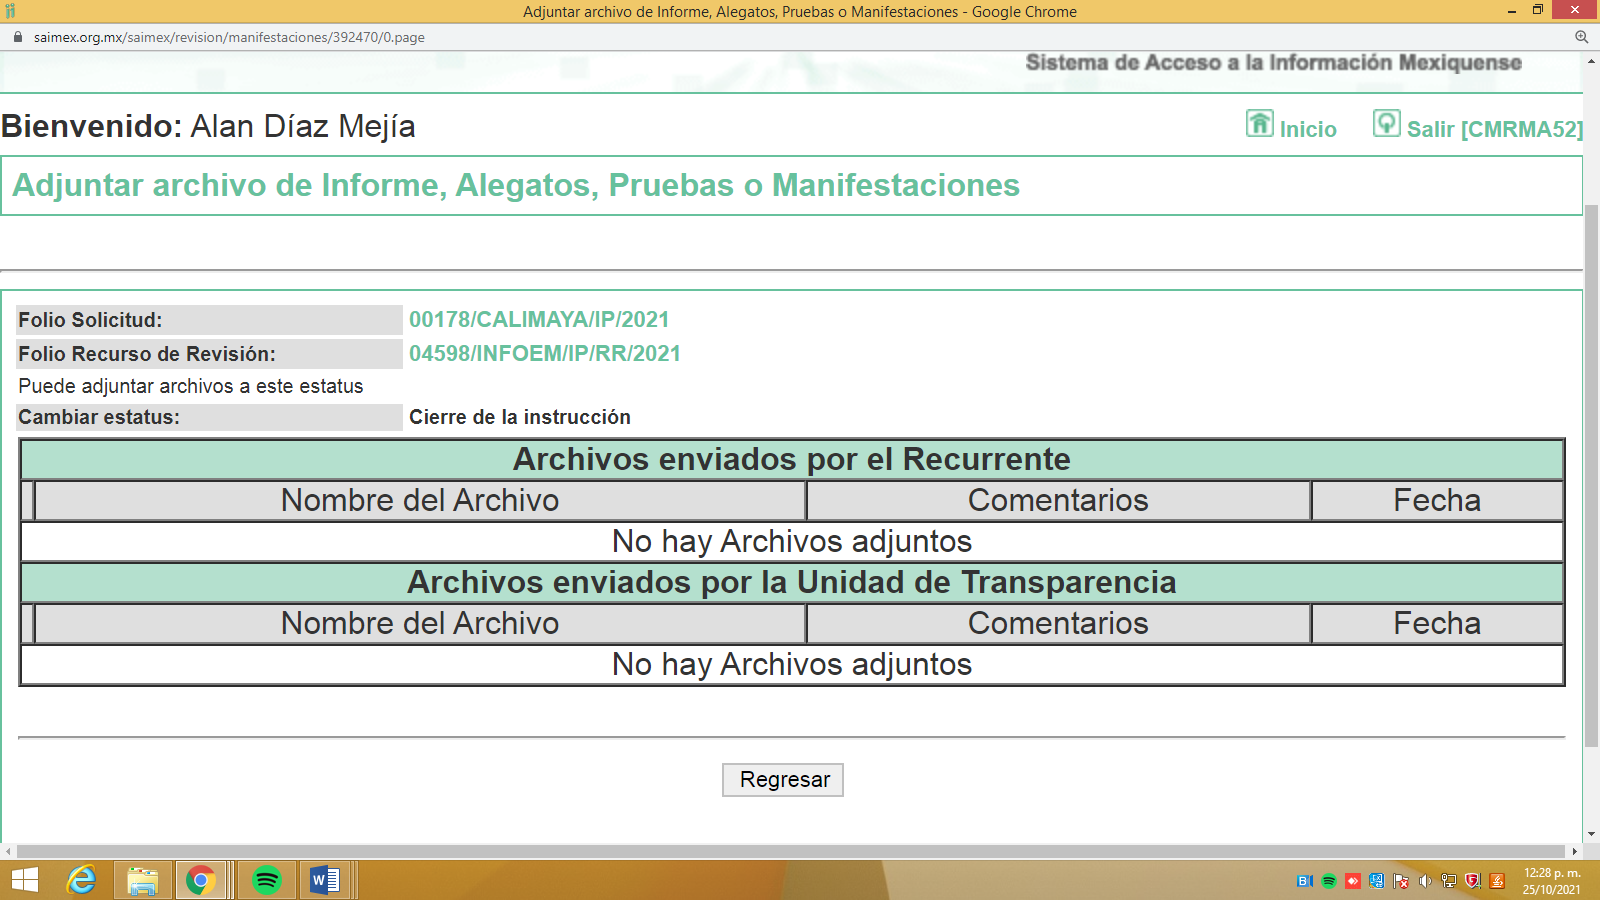 Adjuntar archivo de Informe, Alegatos, Pruebas o Manifestaciones - Google Chrome
saimex.org.mx/saimex/revision/manifestaciones/392470/0.page
Sistema de Acceso a la Información Mexiquense
Bienvenido: Alan Díaz Mejía
Inicio
Salir [CMRMA52]
Adjuntar archivo de Informe, Alegatos, Pruebas o Manifestaciones
Folio Solicitud: 00178/CALIMAYA/IP/2021
Folio Recurso de Revisión: 04598/INFOEM/IP/RR/2021
Puede adjuntar archivos a este estatus
Cambiar estatus: Cierre de la instrucción
Archivos enviados por el Recurrente
Nombre del Archivo Comentarios Fecha
No hay Archivos adjuntos
Archivos enviados por la Unidad de Transparencia
Nombre del Archivo Comentarios Fecha
No hay Archivos adjuntos
Regresar
12:28 p. m.
25/10/2021